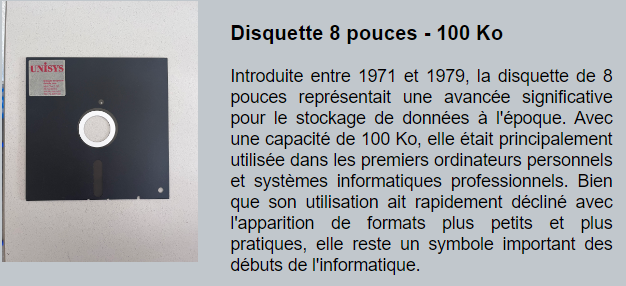 UNISYS
Disquette 8 pouces - 100 Ko
Introduite entre 1971 et 1979, la disquette de 8
pouces représentait une avancée significative
pour le stockage de données à l'époque. Avec
une capacité de 100 Ko, elle était principalement
utilisée dans les premiers ordinateurs personnels
et systèmes informatiques professionnels. Bien
que son utilisation ait rapidement décliné avec
l'apparition de formats plus petits et plus
pratiques, elle reste un symbole important des
débuts de l'informatique.